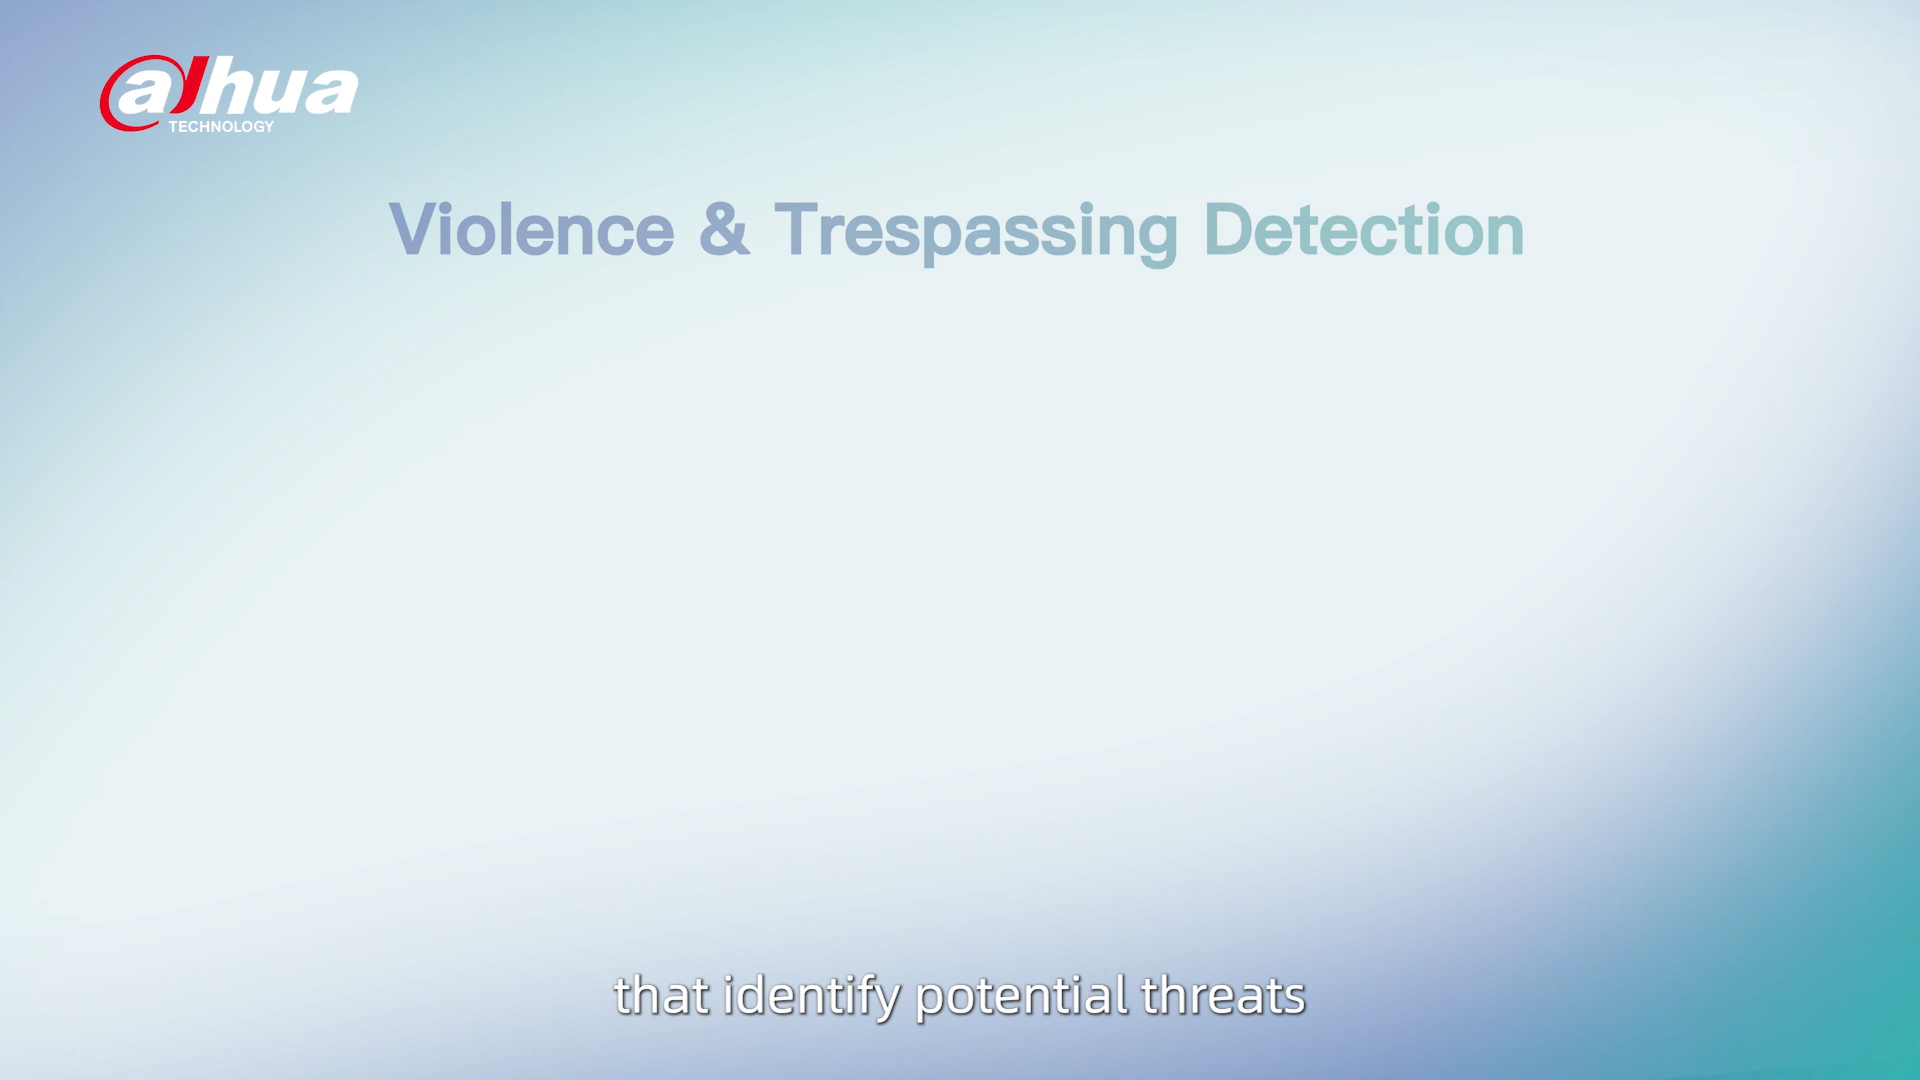 alhua
TECHNOLOGY
Violence & Trespassing Detection
that identify potential threats